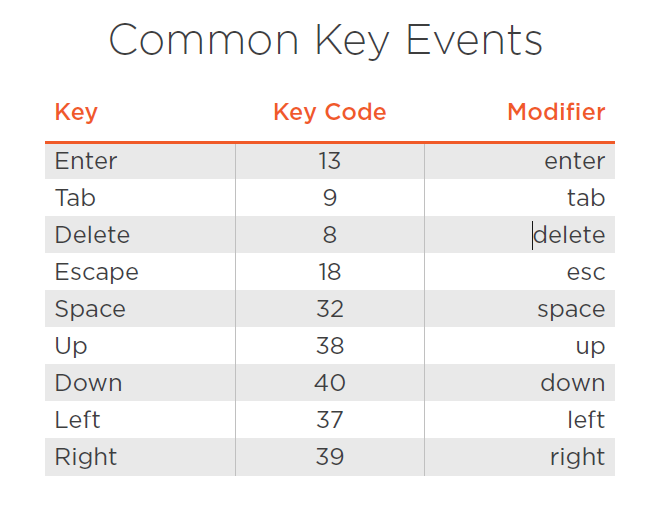 Common Key Events
Key Key Code Modifier
Enter 13 enter
Tab 9 tab
Delete 8 delete
Escape 18 esc
Space 32 space
Up 38 up
Down 40 down
Left 37 left
Right 39 right